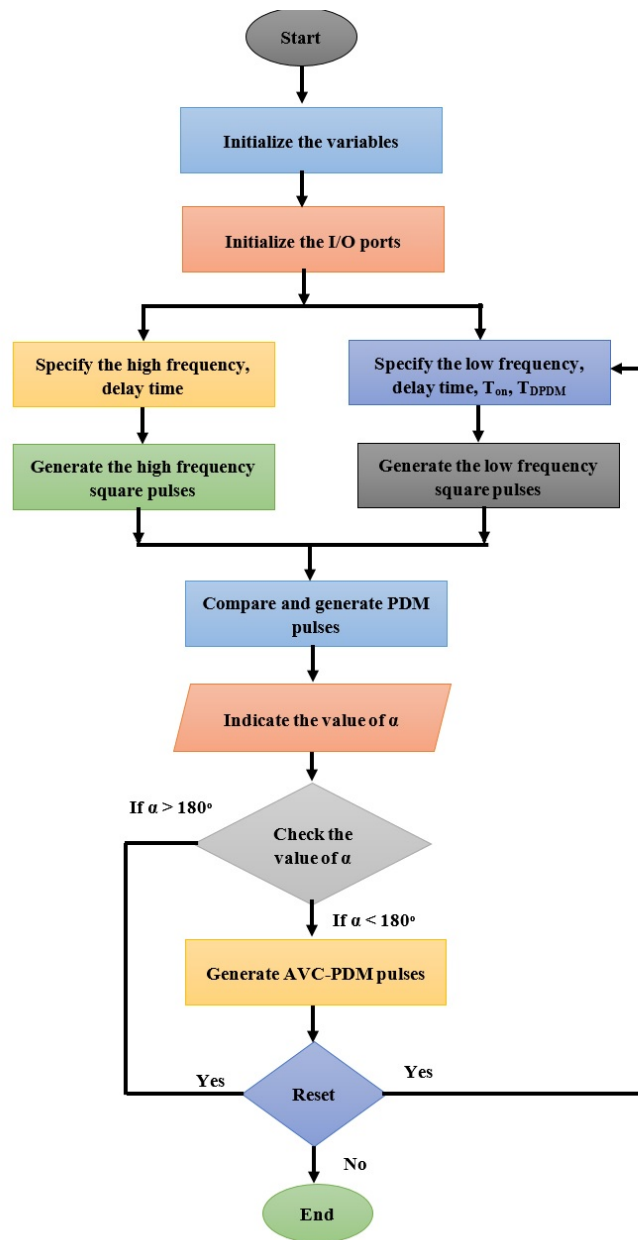 Start
Initialize the variables
Initialize the I/O ports
Specify the high frequency,
delay time
Specify the low frequency,
delay time, Ton, TDPDM
Generate the high frequency
square pulses
Generate the low frequency
square pulses
Compare and generate PDM
pulses
Indicate the value of α
If α > 180°
Check the
value of α
If α < 180°
Generate AVC-PDM pulses
Yes
Reset
Yes
No
End